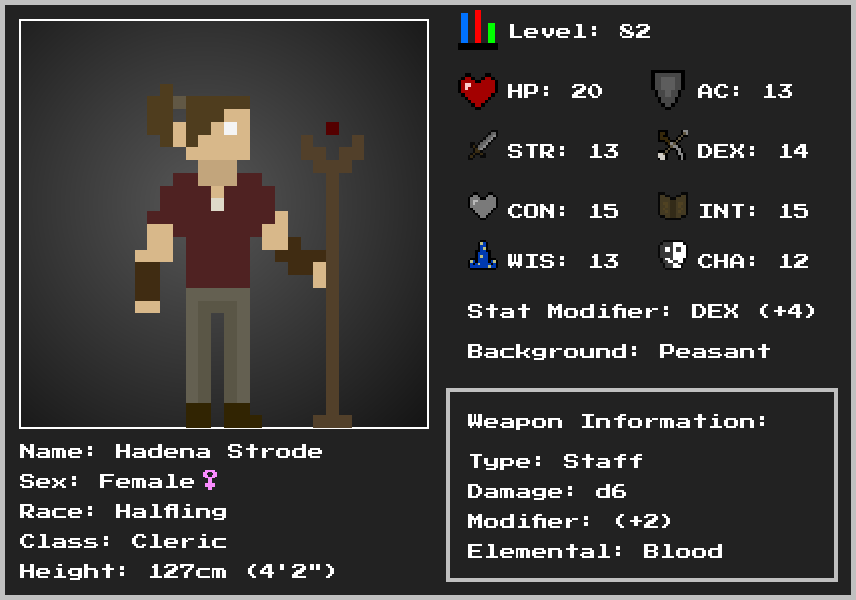 Level: 82
HP: 20 AC: 13
STR: 13 DEX: 14
CON: 15 INT: 15
WIS: 13 CHA: 12
Stat Modifier: DEX (+4)
Background: Peasant
Weapon Information:
Type: Staff
Damage: d6
Modifier: (+2)
Elemental: Blood
Name: Hadena Strode
Sex: Female♀
Race: Halfling
Class: Cleric
Height: 127cm (4'2")